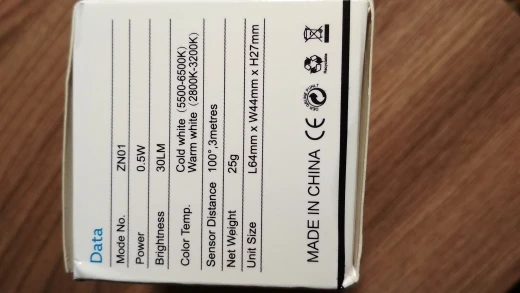 Data
Mode No. ZN01
Power 0.5W
Brightness 30LM
Color Temp. Cold white (5500-6500K)
Warm white (2800K-3200K)
Sensor Distance 100°,3metres
Net Weight 25g
Unit Size L64mm x W44mm x H27mm
MADE IN CHINA CE
Recyclable